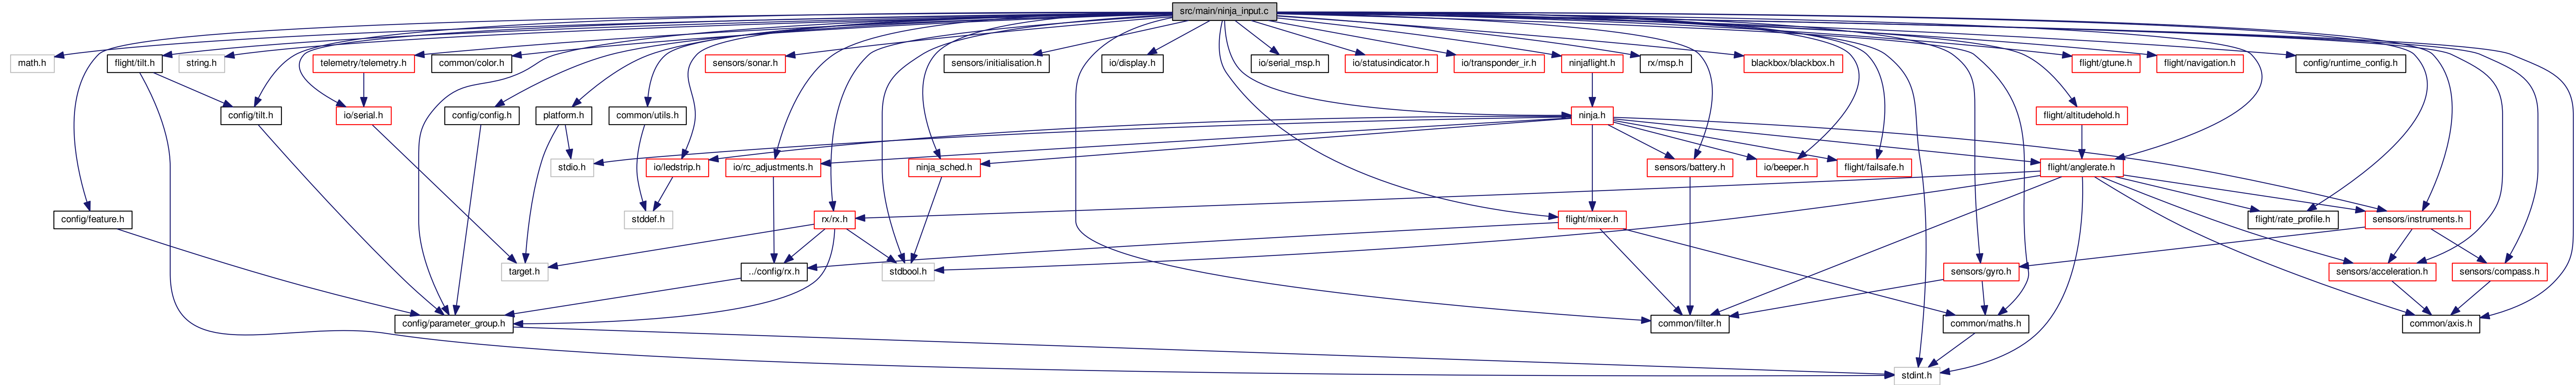 src/main/ninja_input.c
math.h
flight/tilt.h
string.h
telemetry/telemetry.h
common/color.h
sensors/sonar.h
sensors/initialisation.h
io/display.h
io/serial_msp.h
io/statusindicator.h
io/transponder_ir.h
ninjaflight.h
rx/msp.h
blackbox/blackbox.h
flight/gtune.h
flight/navigation.h
config/runtime_config.h
config/tilt.h
io/serial.h
config/config.h
platform.h
common/utils.h
ninja.h
flight/altitudehold.h
stdio.h
io/ledstrip.h
io/rc_adjustments.h
ninja_sched.h
sensors/battery.h
io/beeper.h
flight/failsafe.h
flight/anglerate.h
config/feature.h
stddef.h
rx/rx.h
flight/mixer.h
flight/rate_profile.h
sensors/instruments.h
target.h
../config/rx.h
stdbool.h
sensors/gyro.h
sensors/acceleration.h
sensors/compass.h
config/parameter_group.h
common/filter.h
common/maths.h
common/axis.h
stdint.h